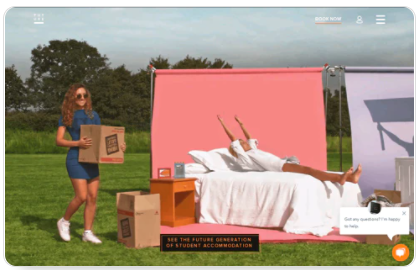 BOOK NOW
SEE THE FUTURE GENERATION
OF STUDENT ACCOMMODATION
Got any questions? I'm happy
to help.